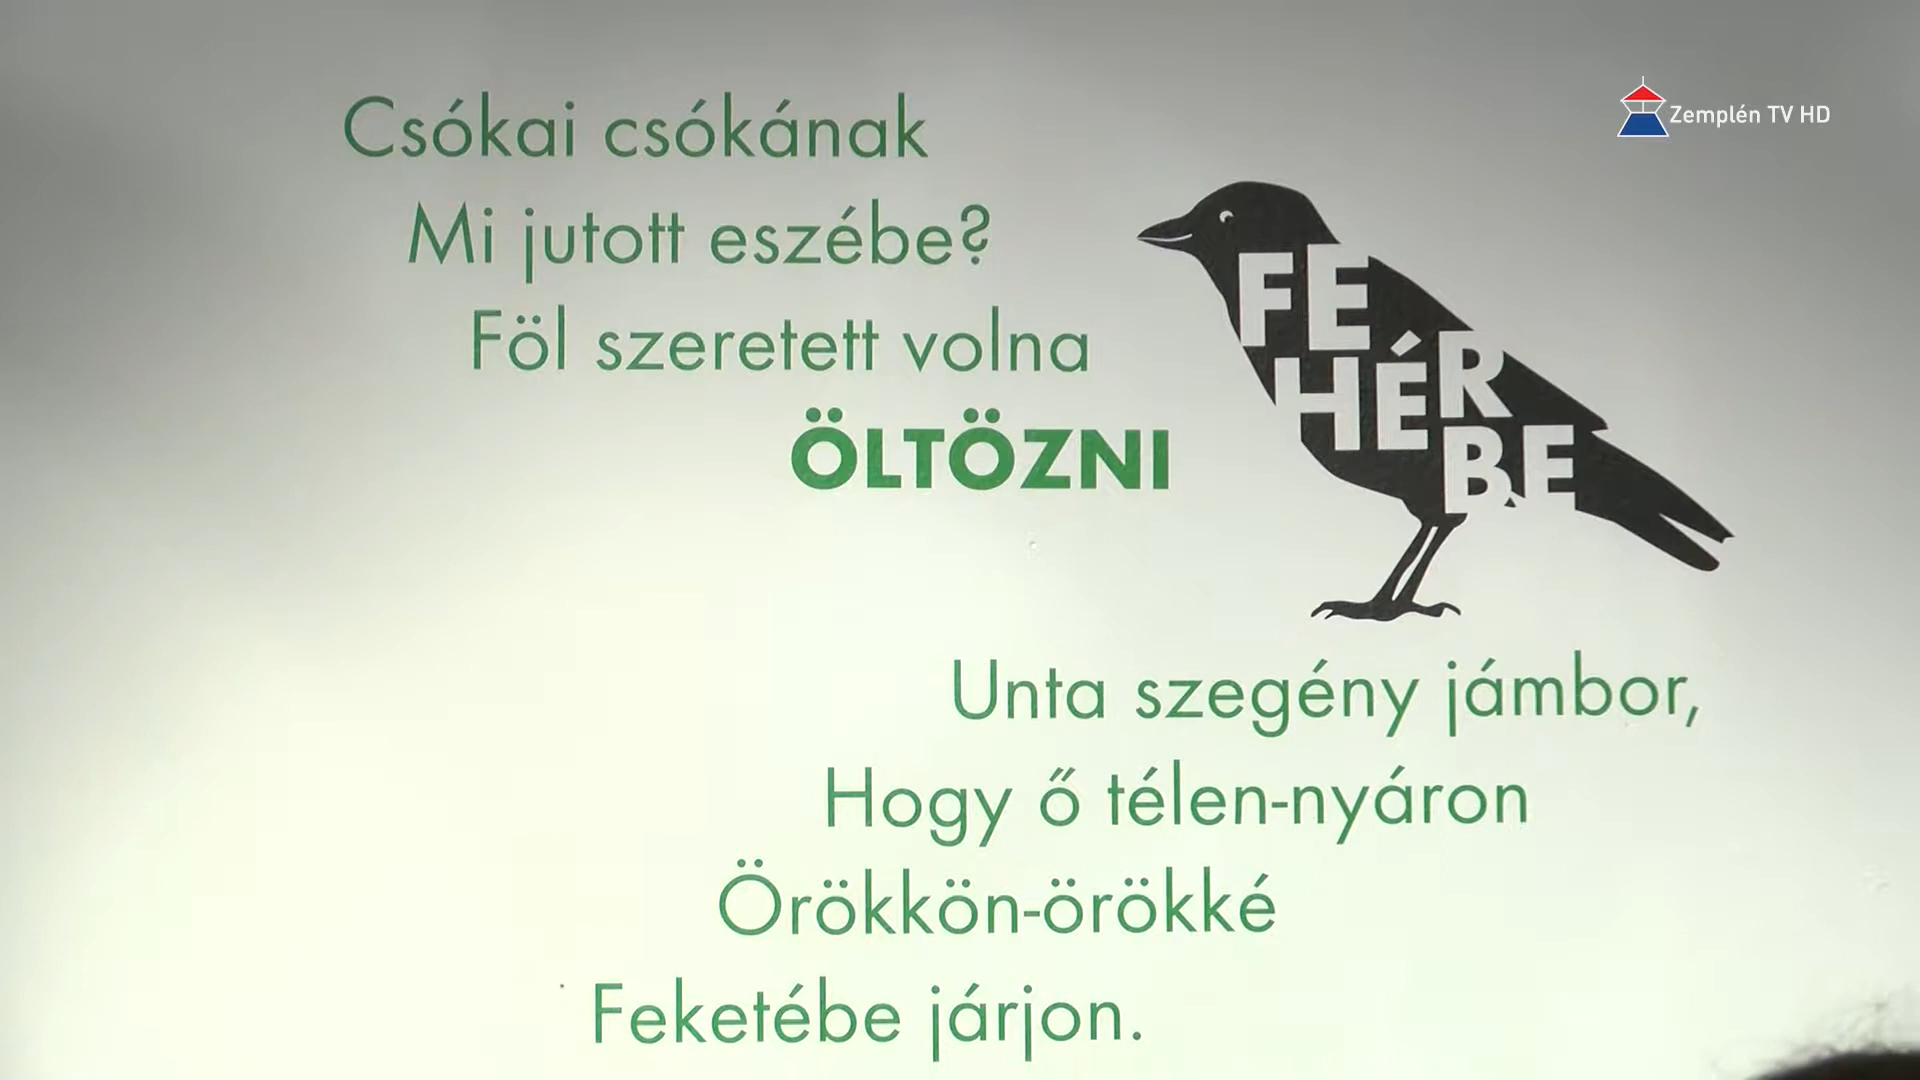 Csókai csókának
Mi jutott eszébe?
Föl szeretett volna
ÖLTÖZNI
FE
HÉR
BE
Unta szegény jámbor,
Hogy ő télen-nyáron
Örökkön-örökké
Feketébe járjon.
Zemplén TV HD